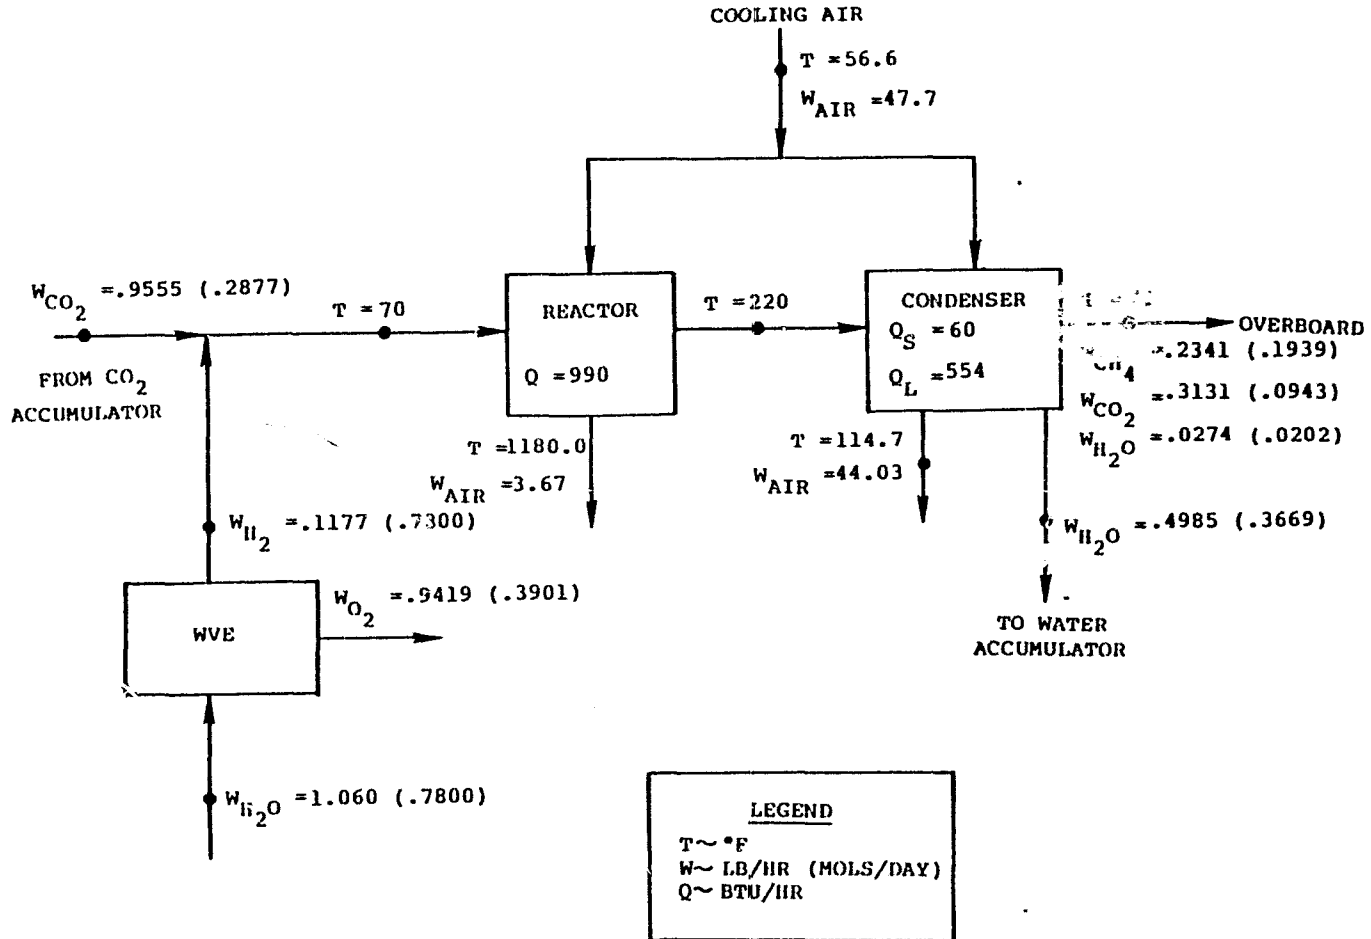 COOLING AIR
T =56.6
W_AIR =47.7
W_CO2 =.9555 (.2877)
T =70
FROM CO2
ACCUMULATOR
REACTOR
Q =990
T =220
CONDENSER
Q_S =60
Q_L =554
OVERBOARD
CH4 =.2341 (.1939)
W_CO2 =.3131 (.0943)
W_H2O =.0274 (.0202)
T =1180.0
W_AIR =3.67
T =114.7
W_AIR =44.03
W_H2O =.4985 (.3669)
TO WATER
ACCUMULATOR
W_H2 =.1177 (.7300)
W_O2 =.9419 (.3901)
WVE
W_H2O =1.060 (.7800)
LEGEND
T~ °F
W~ LB/HR (MOLS/DAY)
Q~ BTU/HR